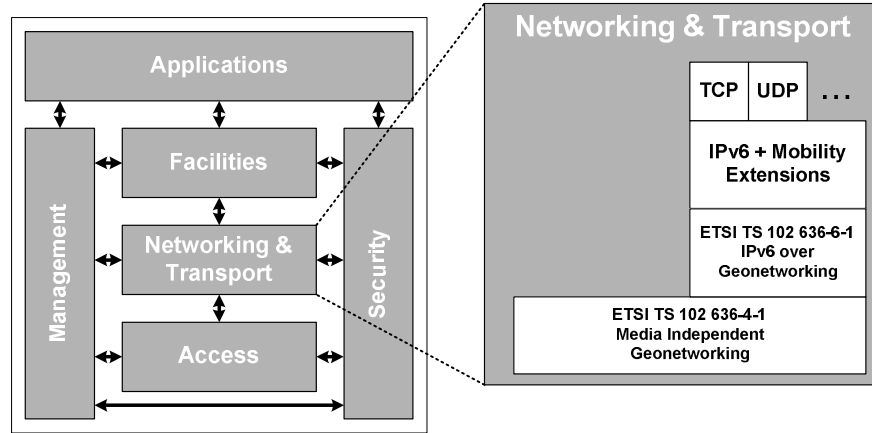 Applications
Management
Facilities
Networking &
Transport
Access
Security
Networking & Transport
TCP
UDP
...
IPv6 + Mobility
Extensions
ETSI TS 102 636-6-1
IPv6 over
Geonetworking
ETSI TS 102 636-4-1
Media Independent
Geonetworking